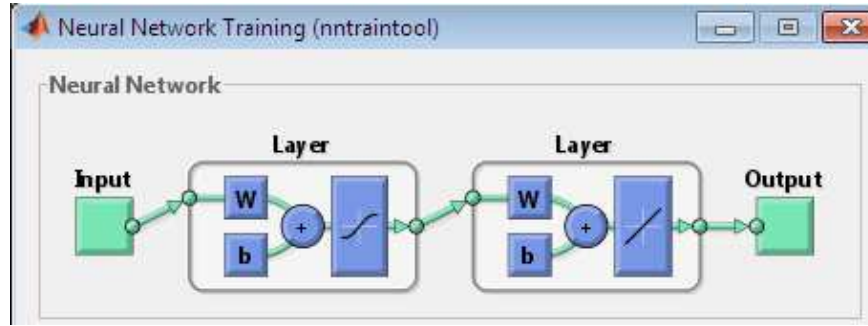 Neural Network Training (nntraintool)
Neural Network
Layer Layer
Input Output
W W
+ +
b b